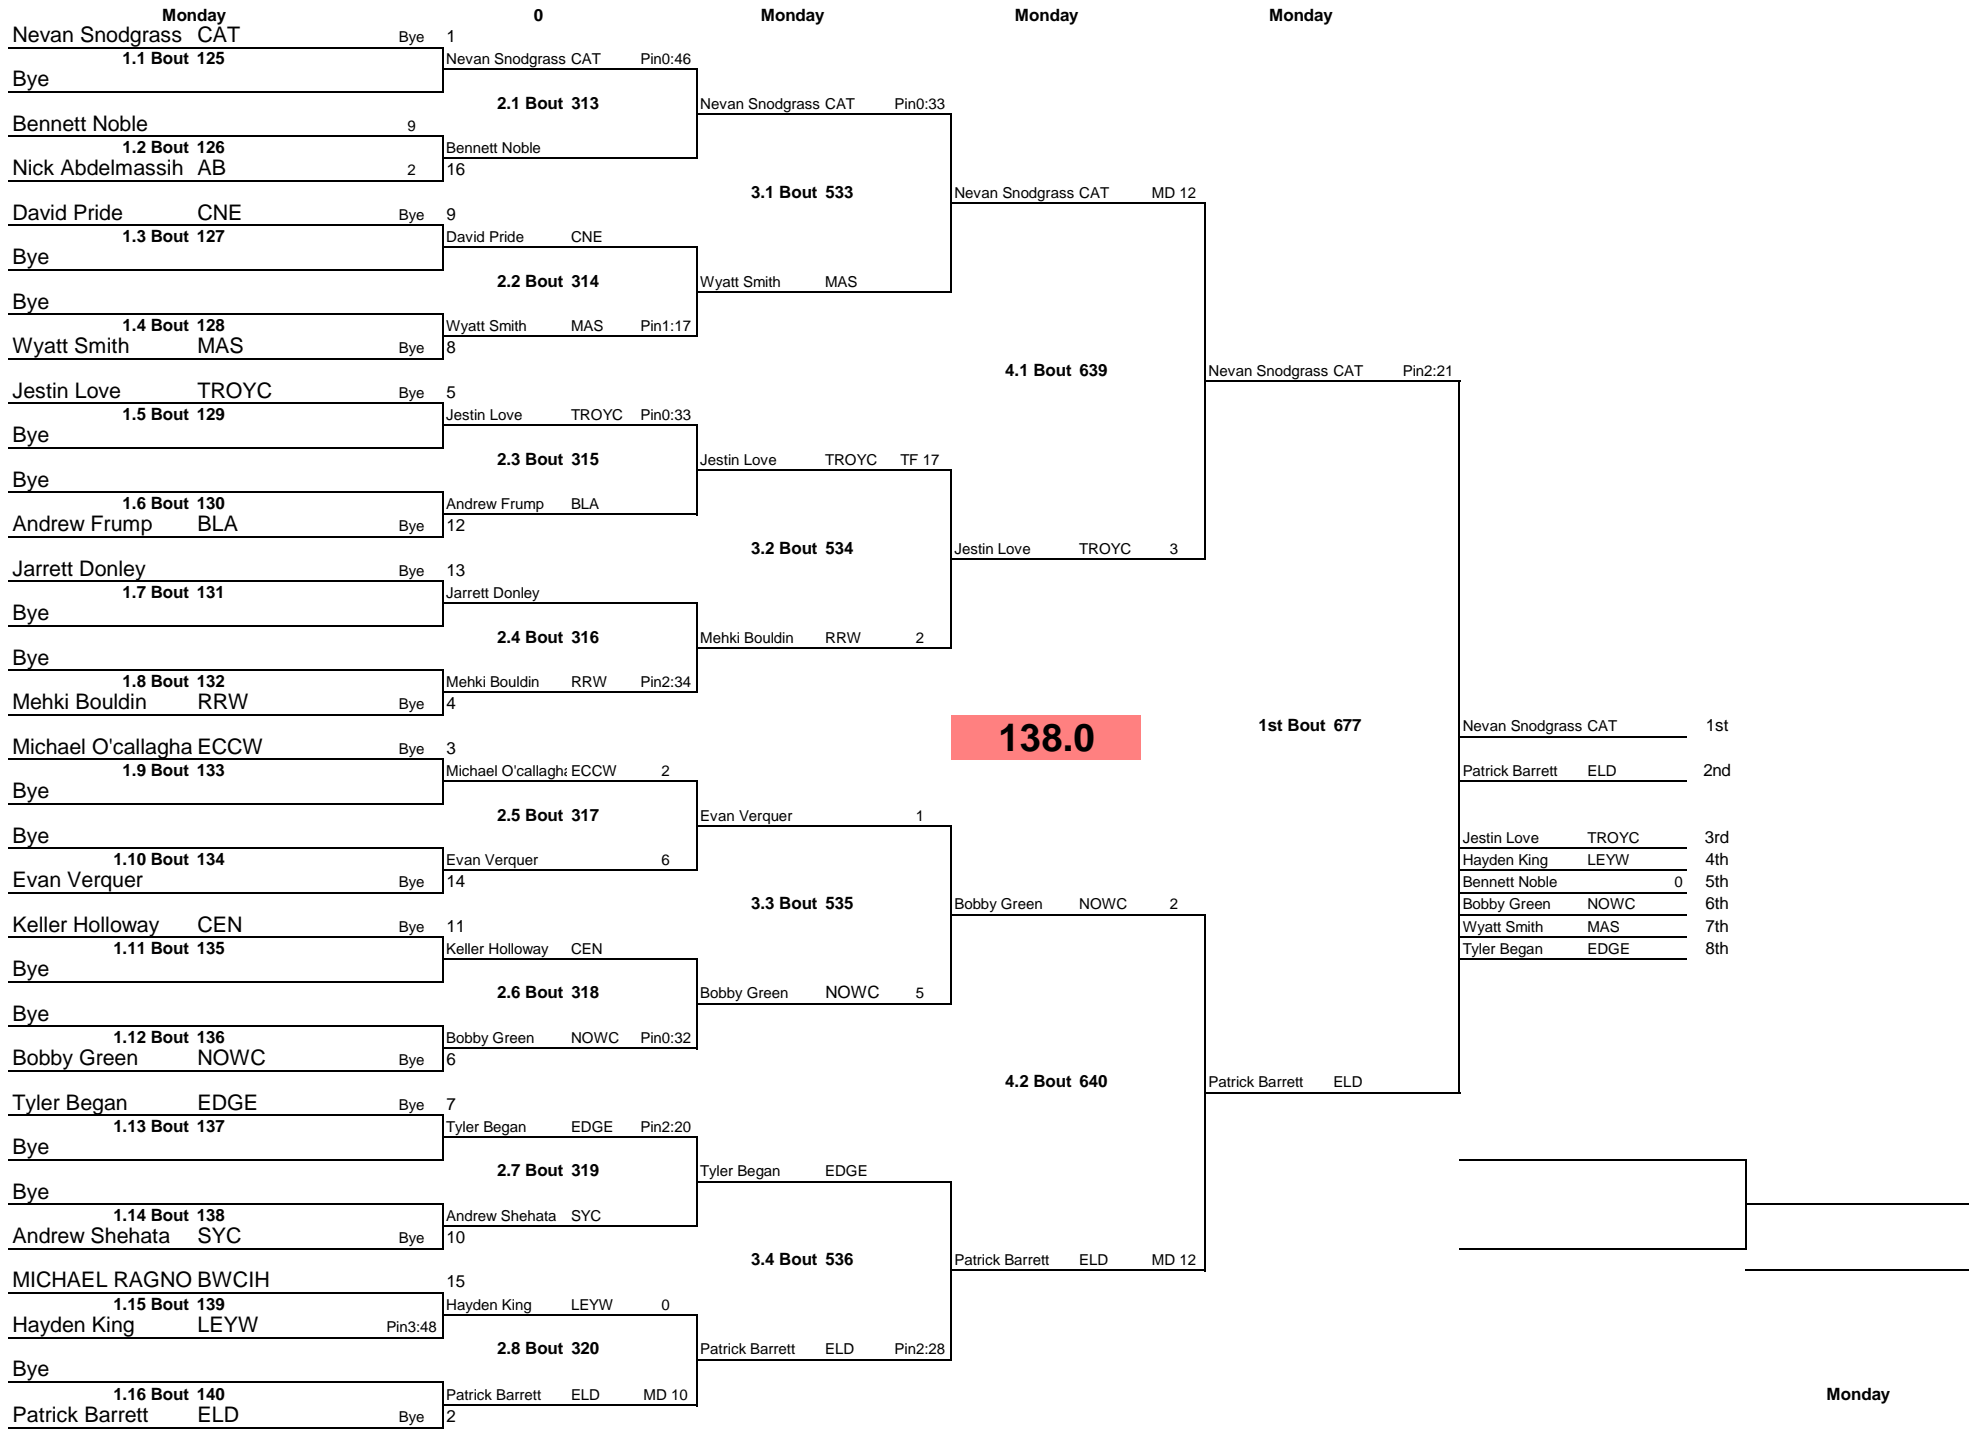 Monday 0 Monday Monday Monday
Nevan Snodgrass CAT Bye 1
1.1 Bout 125 Nevan Snodgrass CAT Pin0:46
Bye
2.1 Bout 313 Nevan Snodgrass CAT Pin0:33
Bennett Noble 9
1.2 Bout 126 Bennett Noble
Nick Abdelmassih AB 2 16
3.1 Bout 533 Nevan Snodgrass CAT MD 12
David Pride CNE Bye 9
1.3 Bout 127 David Pride CNE
Bye
2.2 Bout 314 Wyatt Smith MAS
Bye
1.4 Bout 128 Wyatt Smith MAS Pin1:17
Wyatt Smith MAS Bye 8
4.1 Bout 639 Nevan Snodgrass CAT Pin2:21
Jestin Love TROYC Bye 5
1.5 Bout 129 Jestin Love TROYC Pin0:33
Bye
2.3 Bout 315 Jestin Love TROYC TF 17
Bye
1.6 Bout 130 Andrew Frump BLA
Andrew Frump BLA Bye 12
3.2 Bout 534 Jestin Love TROYC 3
Jarrett Donley Bye 13
1.7 Bout 131 Jarrett Donley
Bye
2.4 Bout 316 Mehki Bouldin RRW 2
Bye
1.8 Bout 132 Mehki Bouldin RRW Pin2:34
Mehki Bouldin RRW Bye 4
138.0 1st Bout 677 Nevan Snodgrass CAT 1st
Michael O'callagha ECCW Bye 3
1.9 Bout 133 Michael O'callagha ECCW 2 Patrick Barrett ELD 2nd
Bye
2.5 Bout 317 Evan Verquer 1
Bye Jestin Love TROYC 3rd
1.10 Bout 134 Evan Verquer 6 Hayden King LEYW 4th
Evan Verquer Bye 14 Bennett Noble 0 5th
3.3 Bout 535 Bobby Green NOWC 2 Bobby Green NOWC 6th
Keller Holloway CEN Bye 11 Wyatt Smith MAS 7th
1.11 Bout 135 Keller Holloway CEN Tyler Began EDGE 8th
Bye
2.6 Bout 318 Bobby Green NOWC 5
Bye
1.12 Bout 136 Bobby Green NOWC Pin0:32
Bobby Green NOWC Bye 6
4.2 Bout 640 Patrick Barrett ELD
Tyler Began EDGE Bye 7
1.13 Bout 137 Tyler Began EDGE Pin2:20
Bye
2.7 Bout 319 Tyler Began EDGE
Bye
1.14 Bout 138 Andrew Shehata SYC
Andrew Shehata SYC Bye 10
3.4 Bout 536 Patrick Barrett ELD MD 12
MICHAEL RAGNO BWCIH 15
1.15 Bout 139 Hayden King LEYW 0
Hayden King LEYW Pin3:48
2.8 Bout 320 Patrick Barrett ELD Pin2:28
Bye
1.16 Bout 140 Patrick Barrett ELD MD 10 Monday
Patrick Barrett ELD Bye 2